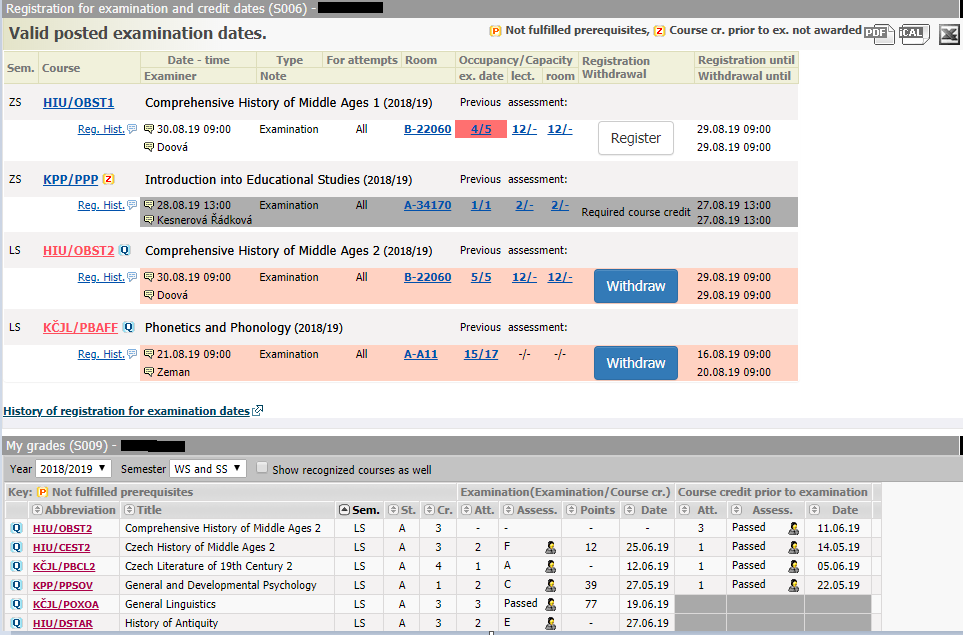 Registration for examination and credit dates (S006) -
Valid posted examination dates.
P Not fulfilled prerequisites, Z Course cr. prior to ex. not awarded PDF iCAL
Sem. Course Date - time Type For attempts Room Occupancy/Capacity Registration Registration until
Examiner Note ex. date lect. room Withdrawal Withdrawal until
ZS HIU/OBST1 Comprehensive History of Middle Ages 1 (2018/19) Previous assessment:
Reg. Hist. 30.08.19 09:00 Examination All B-22060 4/5 12/- 12/- Register 29.08.19 09:00
Doová 29.08.19 09:00
ZS KPP/PPP Z Introduction into Educational Studies (2018/19) Previous assessment:
Reg. Hist. 28.08.19 13:00 Examination All A-34170 1/1 2/- 2/- Required course credit 27.08.19 13:00
Kesnerová Řádková 27.08.19 13:00
LS HIU/OBST2 Q Comprehensive History of Middle Ages 2 (2018/19) Previous assessment:
Reg. Hist. 30.08.19 09:00 Examination All B-22060 5/5 12/- 12/- Withdraw 29.08.19 09:00
Doová 29.08.19 09:00
LS KČJL/PBAFF Q Phonetics and Phonology (2018/19) Previous assessment:
Reg. Hist. 21.08.19 09:00 Examination All A-A11 15/17 -/- -/- Withdraw 16.08.19 09:00
Zeman 20.08.19 09:00
History of registration for examination dates
My grades (S009) -
Year 2018/2019 Semester WS and SS Show recognized courses as well
Key: P Not fulfilled prerequisites Examination(Examination/Course cr.) Course credit prior to examination
Abbreviation Title Sem. St. Cr. Att. Assess. Points Date Att. Assess. Date
Q HIU/OBST2 Comprehensive History of Middle Ages 2 LS A 3 - - - - 3 Passed 11.06.19
Q HIU/CEST2 Czech History of Middle Ages 2 LS A 3 2 F 12 25.06.19 1 Passed 14.05.19
Q KČJL/PBCL2 Czech Literature of 19th Century 2 LS A 4 1 A - 12.06.19 1 Passed 05.06.19
Q KPP/PPSOV General and Developmental Psychology LS A 1 2 C 39 27.05.19 1 Passed 22.05.19
Q KČJL/POXOA General Linguistics LS A 3 3 Passed 77 19.06.19
Q HIU/DSTAR History of Antiquity LS A 3 2 E - 27.06.19